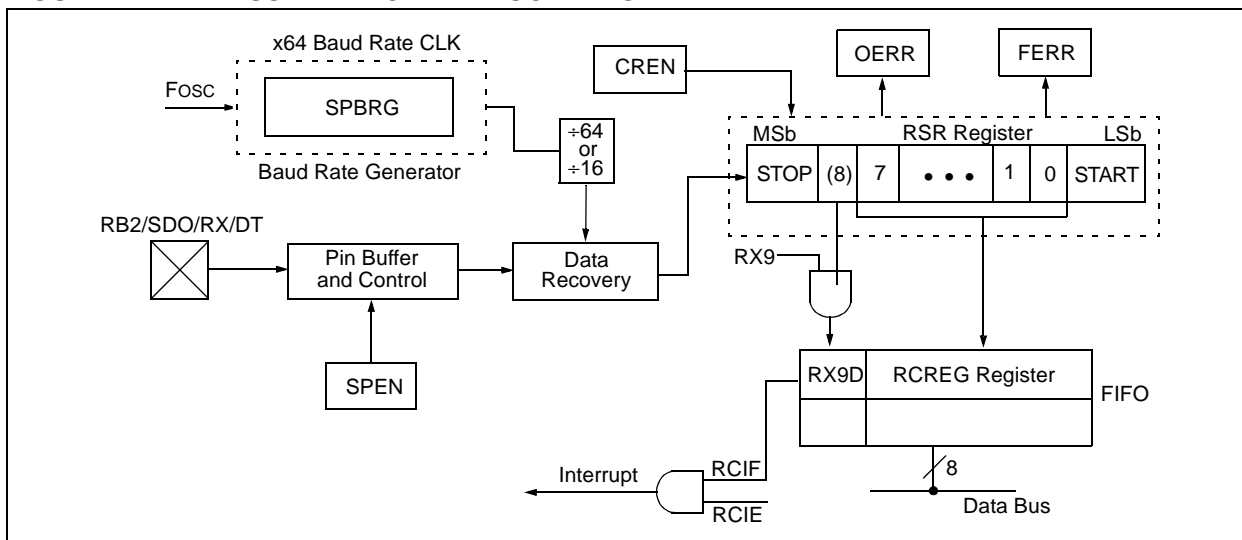 x64 Baud Rate CLK
FOSC
SPBRG
Baud Rate Generator
÷64
or
÷16
CREN
OERR
FERR
MSb
RSR Register
LSb
STOP
(8)
7
• • •
1
0
START
RB2/SDO/RX/DT
Pin Buffer
and Control
Data
Recovery
SPEN
RX9
RX9D
RCREG Register
FIFO
8
Data Bus
Interrupt
RCIF
RCIE